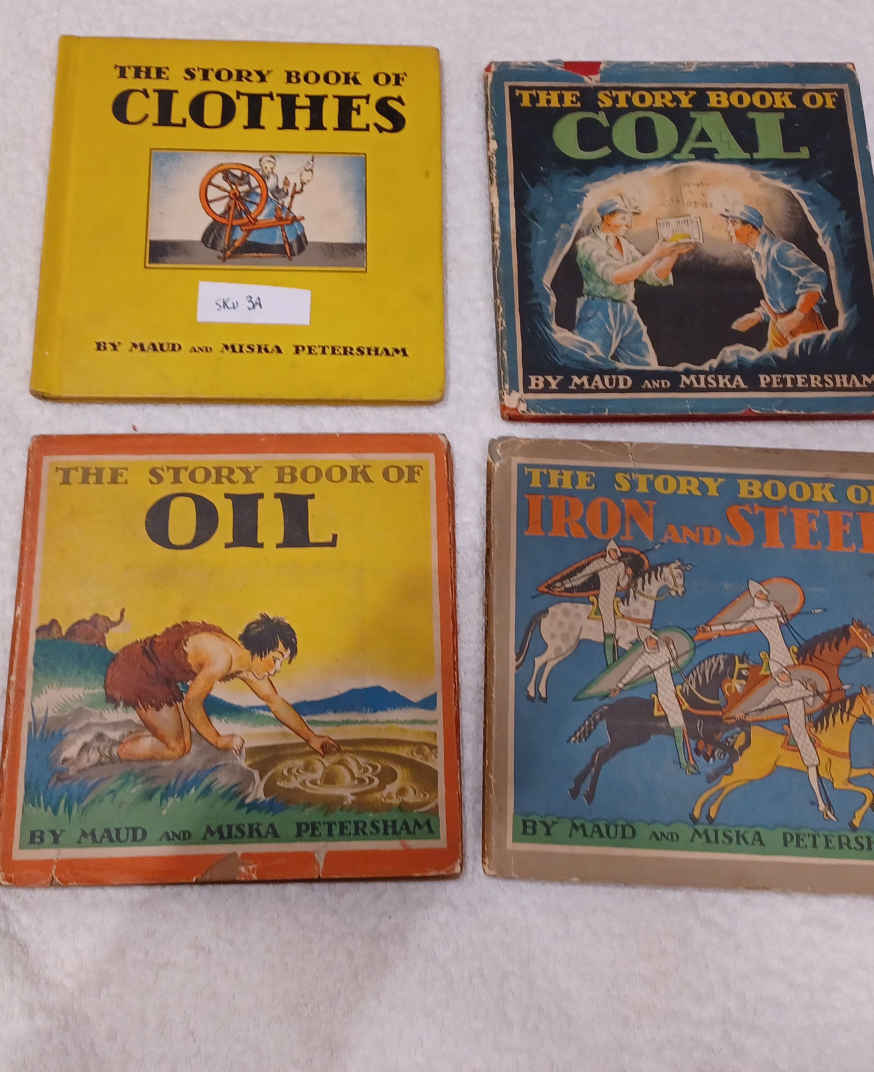 THE STORY BOOK OF
CLOTHES
SKU 3A
BY MAUD AND MISKA PETERSHAM
THE STORY BOOK OF
COAL
BY MAUD AND MISKA PETERSHAM
THE STORY BOOK OF
OIL
BY MAUD AND MISKA PETERSHAM
THE STORY BOOK O
IRON AND STEE
BY MAUD AND MISKA PETERSH